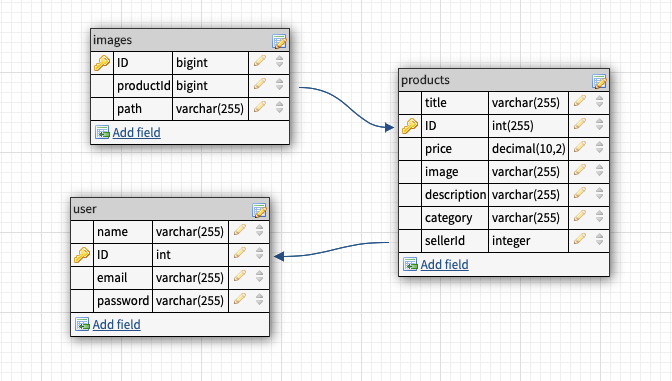 images
ID bigint
productId bigint
path varchar(255)
Add field
products
title varchar(255)
ID int(255)
price decimal(10,2)
image varchar(255)
description varchar(255)
category varchar(255)
sellerId integer
Add field
user
name varchar(255)
ID int
email varchar(255)
password varchar(255)
Add field